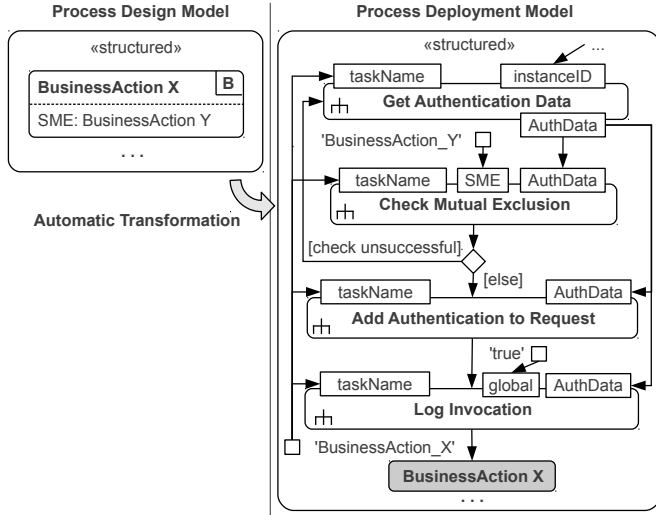 Process Design Model
Process Deployment Model
«structured»
BusinessAction X
B
SME: BusinessAction Y
. . .
Automatic Transformation
«structured»
...
taskName
instanceID
Get Authentication Data
AuthData
'BusinessAction_Y'
taskName
SME
AuthData
Check Mutual Exclusion
[check unsuccessful]
[else]
taskName
AuthData
Add Authentication to Request
'true'
taskName
global
AuthData
Log Invocation
'BusinessAction_X'
BusinessAction X
. . .